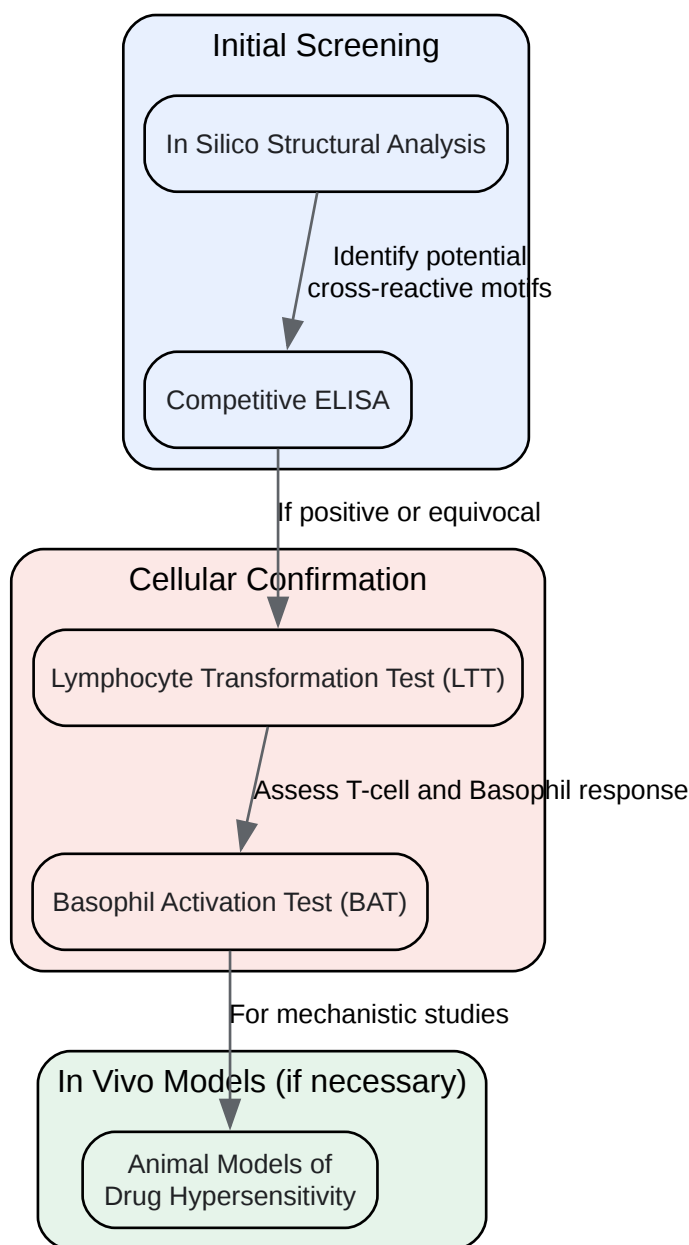 Initial Screening
In Silico Structural Analysis
Identify potential
cross-reactive motifs
Competitive ELISA
If positive or equivocal
Cellular Confirmation
Lymphocyte Transformation Test (LTT)
Assess T-cell and Basophil response
Basophil Activation Test (BAT)
For mechanistic studies
In Vivo Models (if necessary)
Animal Models of
Drug Hypersensitivity